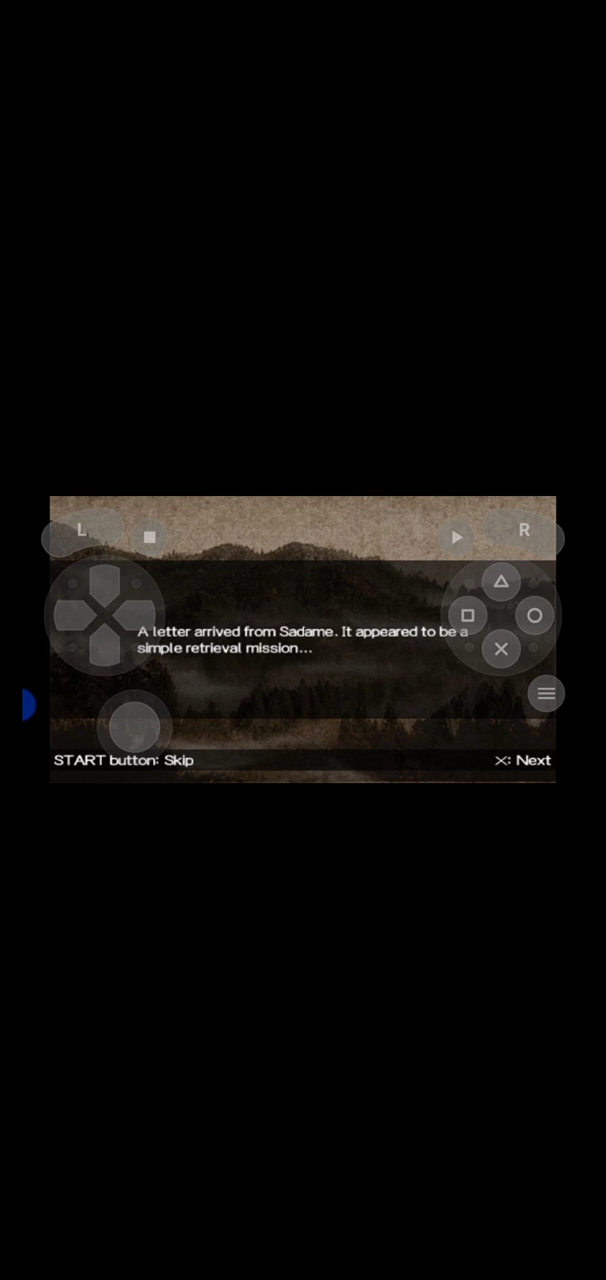 L
R
A letter arrived from Sadame. It appeared to be a
simple retrieval mission...
START button: Skip
×: Next